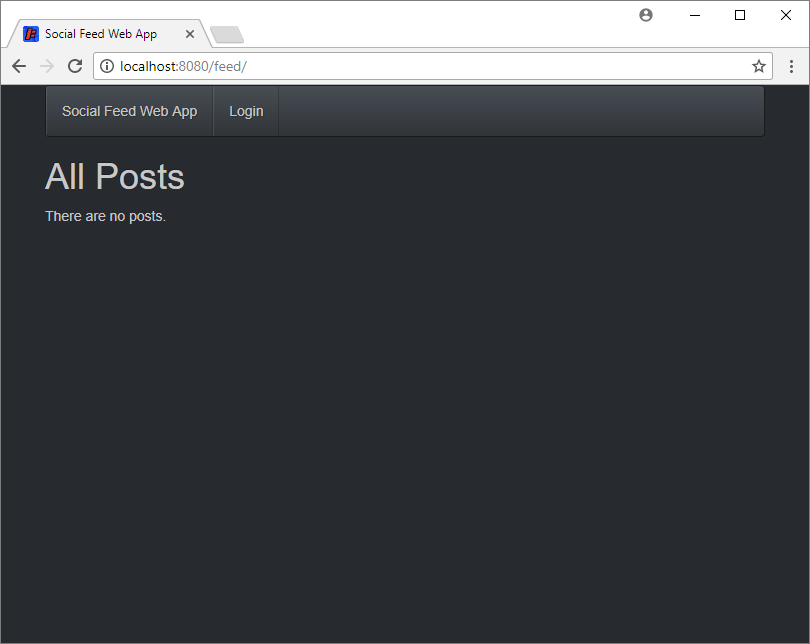 Social Feed Web App
localhost:8080/feed/
Social Feed Web App Login
All Posts
There are no posts.